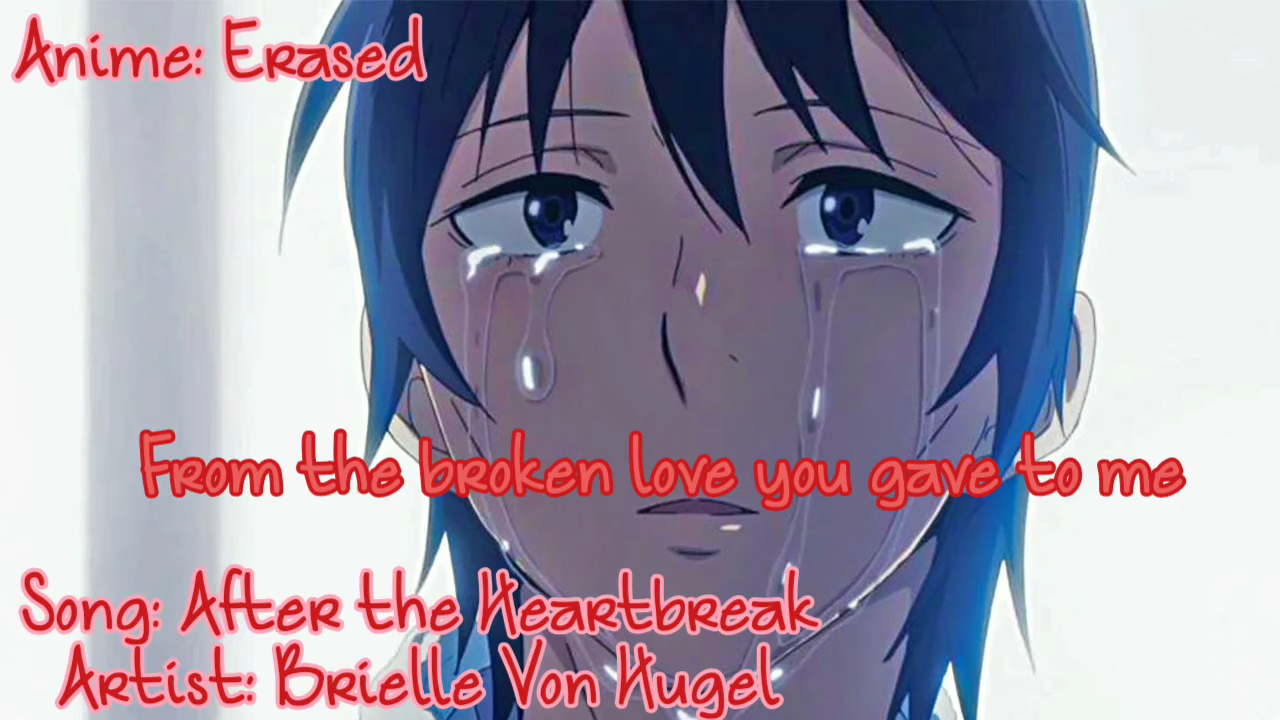 Anime: Erased
From the broken love you gave to me
Song: After the Heartbreak
Artist: Brielle Von Hugel